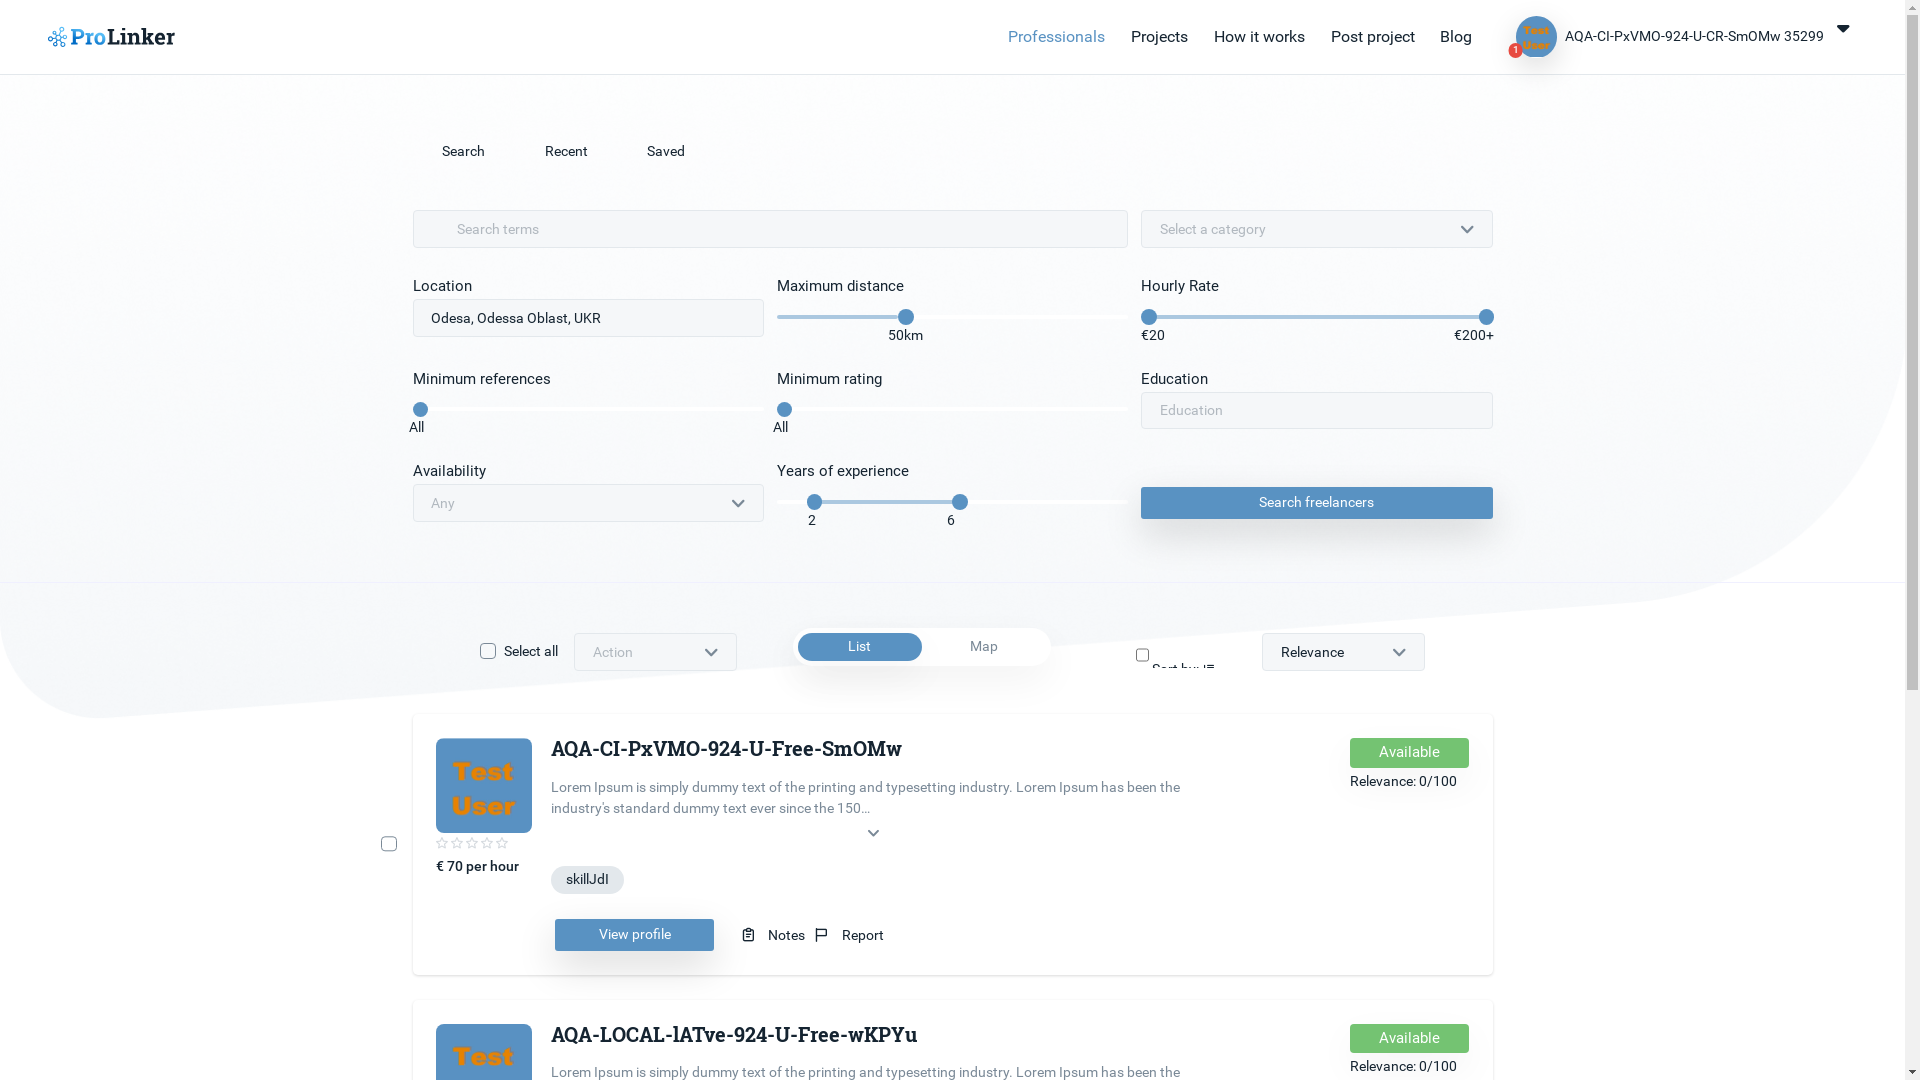 ProLinker
Professionals Projects How it works Post project Blog
Test User
1
AQA-CI-PxVMO-924-U-CR-SmOMw 35299
Search Recent Saved
Search terms
Select a category
Location
Odesa, Odessa Oblast, UKR
Maximum distance
50km
Hourly Rate
€20 €200+
Minimum references
All
Minimum rating
All
Education
Education
Availability
Any
Years of experience
2 6
Search freelancers
Select all
Action
List Map
Relevance
Test
User
€ 70 per hour
AQA-CI-PxVMO-924-U-Free-SmOMw
Lorem Ipsum is simply dummy text of the printing and typesetting industry. Lorem Ipsum has been the
industry's standard dummy text ever since the 150...
skillJdI
View profile Notes Report
Available
Relevance: 0/100
Test
AQA-LOCAL-lATve-924-U-Free-wKPYu
Lorem Ipsum is simply dummy text of the printing and typesetting industry. Lorem Ipsum has been the
Available
Relevance: 0/100